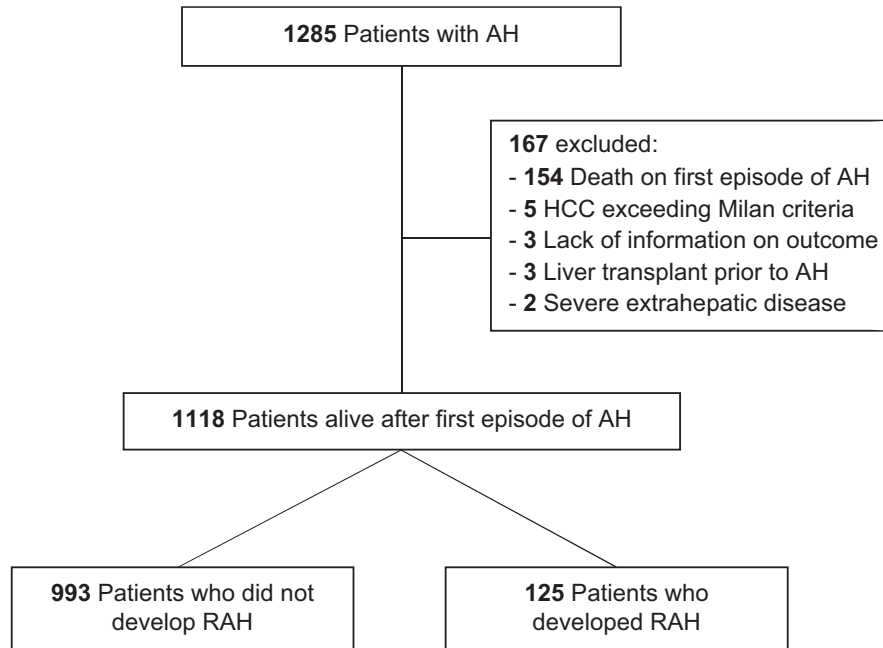 1285 Patients with AH
167 excluded:
- 154 Death on first episode of AH
- 5 HCC exceeding Milan criteria
- 3 Lack of information on outcome
- 3 Liver transplant prior to AH
- 2 Severe extrahepatic disease
1118 Patients alive after first episode of AH
993 Patients who did not
develop RAH
125 Patients who
developed RAH